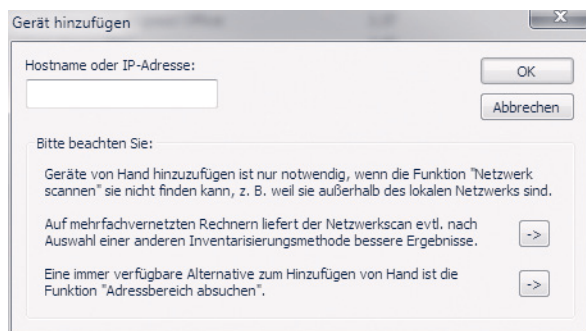 Gerät hinzufügen
Hostname oder IP-Adresse:
OK
Abbrechen
Bitte beachten Sie:
Geräte von Hand hinzuzufügen ist nur notwendig, wenn die Funktion "Netzwerk
scannen" sie nicht finden kann, z. B. weil sie außerhalb des lokalen Netzwerks sind.
Auf mehrfachvernetzten Rechnern liefert der Netzwerkscan evtl. nach
Auswahl einer anderen Inventarisierungsmethode bessere Ergebnisse.
->
Eine immer verfügbare Alternative zum Hinzufügen von Hand ist die
Funktion "Adressbereich absuchen".
->